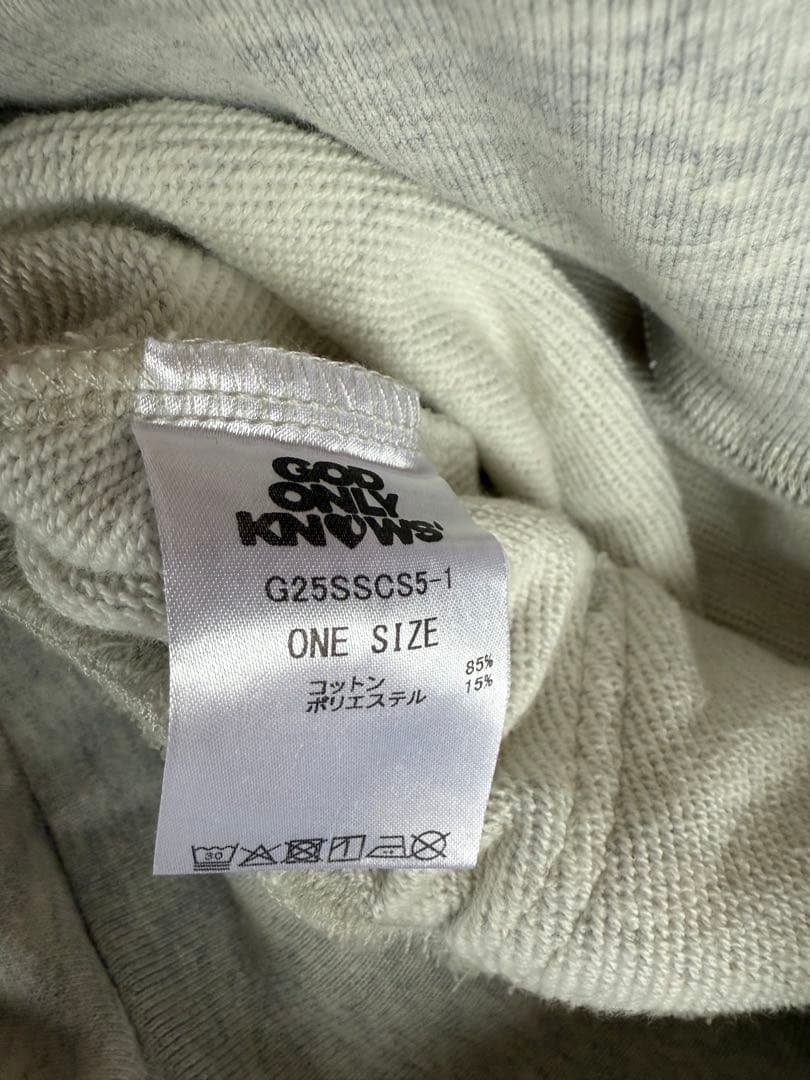 GOD
ONLY
KNOWS
G25SSCS5-1
ONE SIZE
コットン 85%
ポリエステル 15%
30